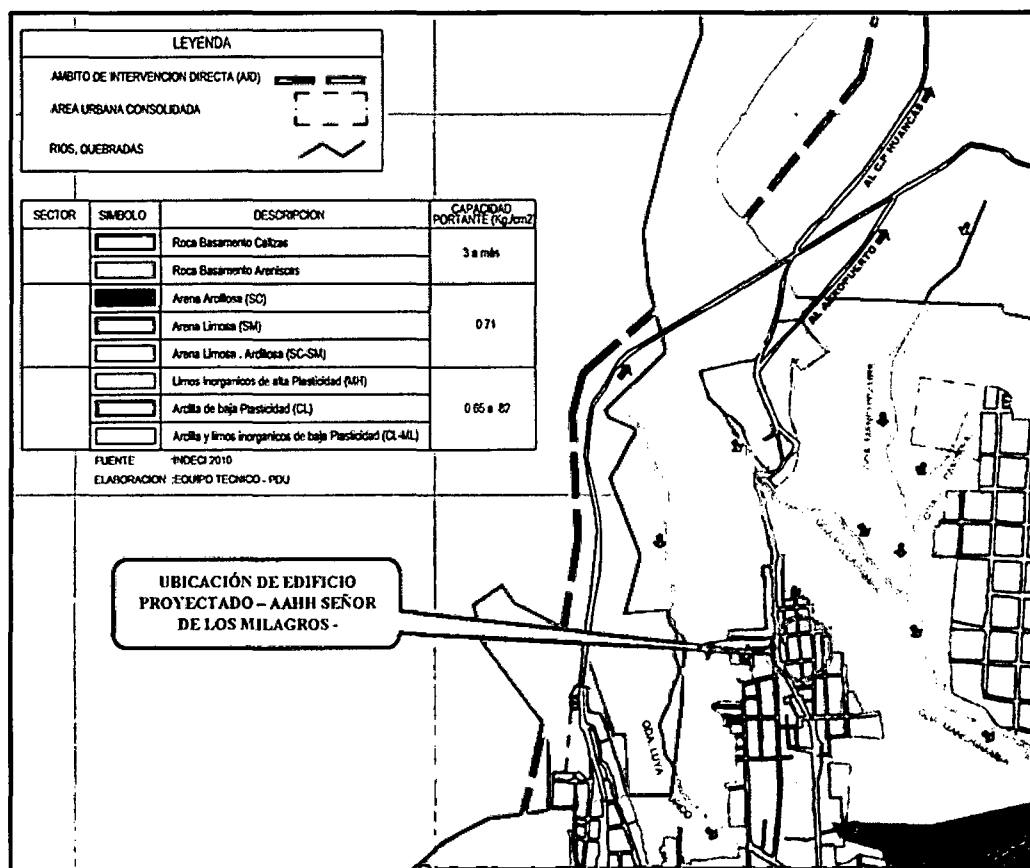 LEYENDA
AMBITO DE INTERVENCION DIRECTA (AID)
AREA URBANA CONSOLIDADA
RIOS, QUEBRADAS
SECTOR SIMBOLO DESCRIPCION CAPACIDAD PORTANTE (Kg./cm2)
Roca Basamento Calizas
3 a más
Roca Basamento Areniscas
Arena Arcillosa (SC)
Arena Limosa (SM)
0.71
Arena Limosa . Arcillosa (SC-SM)
Limos inorganicos de alta Plasticidad (MH)
Arcilla de baja Plasticidad (CL)
0.65 a .82
Arcilla y limos inorganicos de baja Plasticidad (CL-ML)
FUENTE :INDECI 2010
ELABORACION :EQUIPO TECNICO - PDU
UBICACIÓN DE EDIFICIO
PROYECTADO – AAHH SEÑOR
DE LOS MILAGROS -
AL C.P. HUANCAS
AL AEROPUERTO
QDA. LUYA